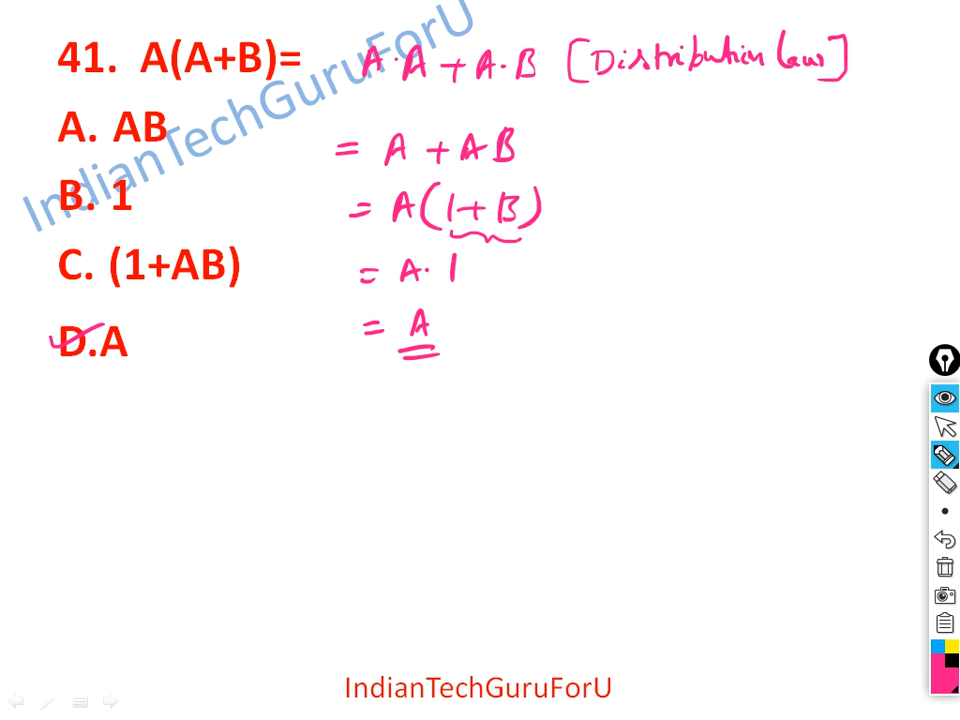 41. A(A+B)= A·A + A·B [Distribution Law]
A. AB
= A + AB
B. 1
= A(1+B)
C. (1+AB)
= A·1
D.A
= A
IndianTechGuruForU
IndianTechGuruForU